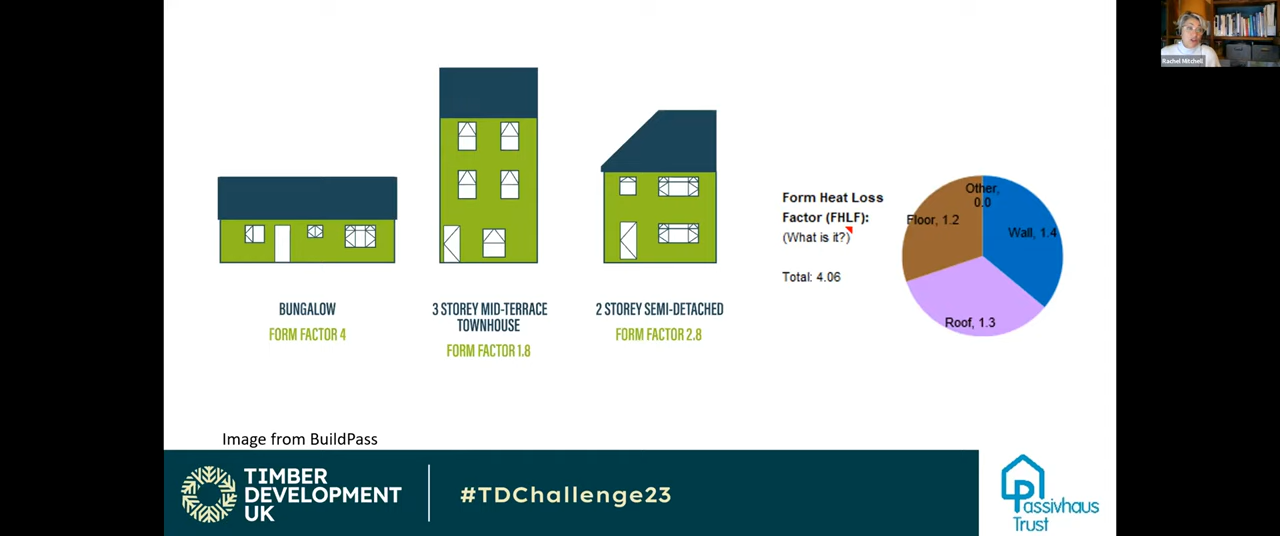 Rachel Mitchell
BUNGALOW
FORM FACTOR 4
3 STOREY MID-TERRACE
TOWNHOUSE
FORM FACTOR 1.8
2 STOREY SEMI-DETACHED
FORM FACTOR 2.8
Form Heat Loss
Factor (FHLF):
(What is it?)
Total: 4.06
Other,
0.0
Floor, 1.2
Wall, 1.4
Roof, 1.3
Image from BuildPass
TIMBER
DEVELOPMENT
UK
#TDChallenge23
Passivhaus
Trust